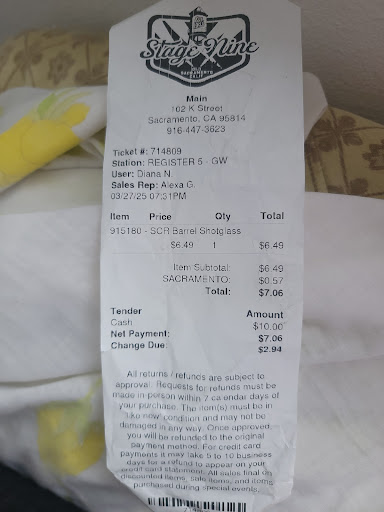 Stage Nine
OLD
SACRAMENTO
CALIF
Main
102 K Street
Sacramento, CA 95814
916-447-3623
Ticket #: 714809
Station: REGISTER 5 - GW
User: Diana N.
Sales Rep: Alexa G.
03/27/25 07:31PM
Item Price Qty Total
915180 - SCR Barrel Shotglass
$6.49 1 $6.49
Item Subtotal: $6.49
SACRAMENTO: $0.57
Total: $7.06
Tender Amount
Cash $10.00
Net Payment: $7.06
Change Due: $2.94
All returns / refunds are subject to
approval. Requests for refunds must be
made in-person within 7 calendar days of
your purchase. The item(s) must be in
'like new' condition and may not be
damaged in any way. Once approved,
you will be refunded to the original
payment method. For credit card
payments it may take 5 to 10 business
days for a refund to appear on your
credit card statement. All sales final on
discounted items, sale items, and items
purchased during special events.